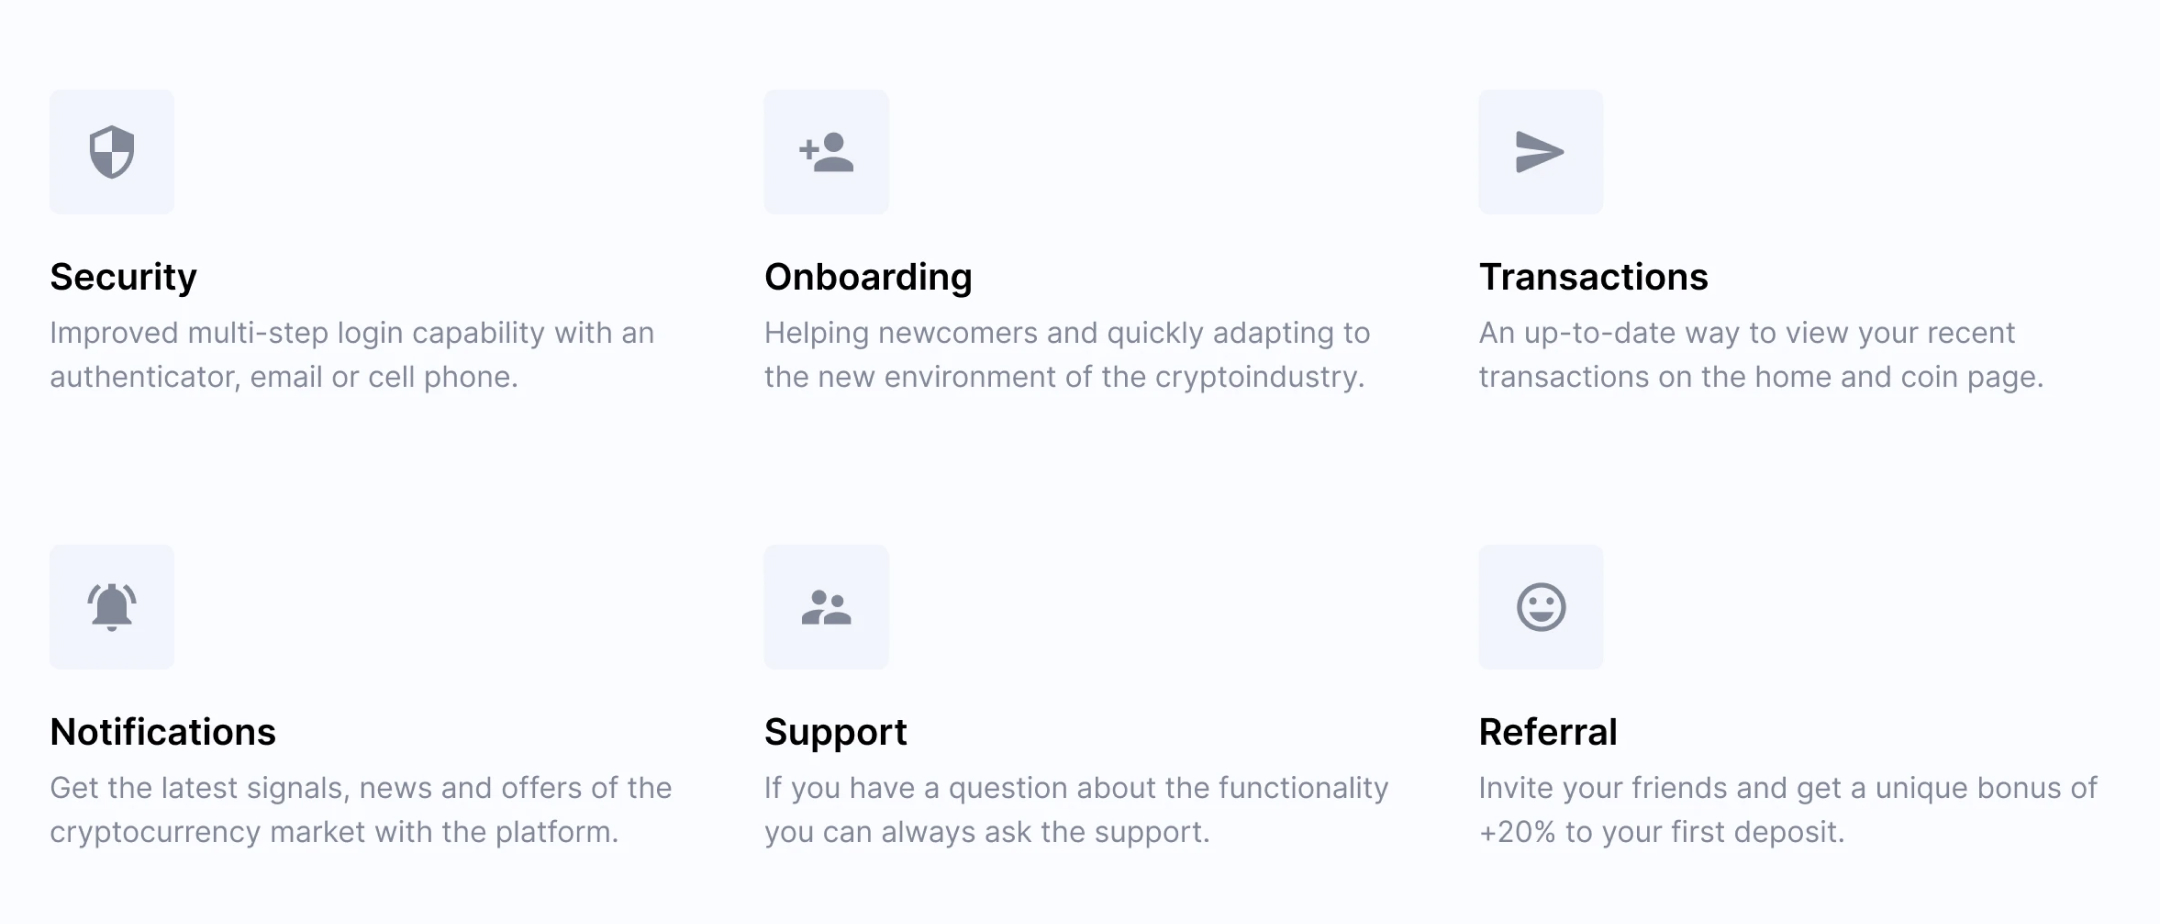 Security
Improved multi-step login capability with an
authenticator, email or cell phone.
Onboarding
Helping newcomers and quickly adapting to
the new environment of the cryptoindustry.
Transactions
An up-to-date way to view your recent
transactions on the home and coin page.
Notifications
Get the latest signals, news and offers of the
cryptocurrency market with the platform.
Support
If you have a question about the functionality
you can always ask the support.
Referral
Invite your friends and get a unique bonus of
+20% to your first deposit.